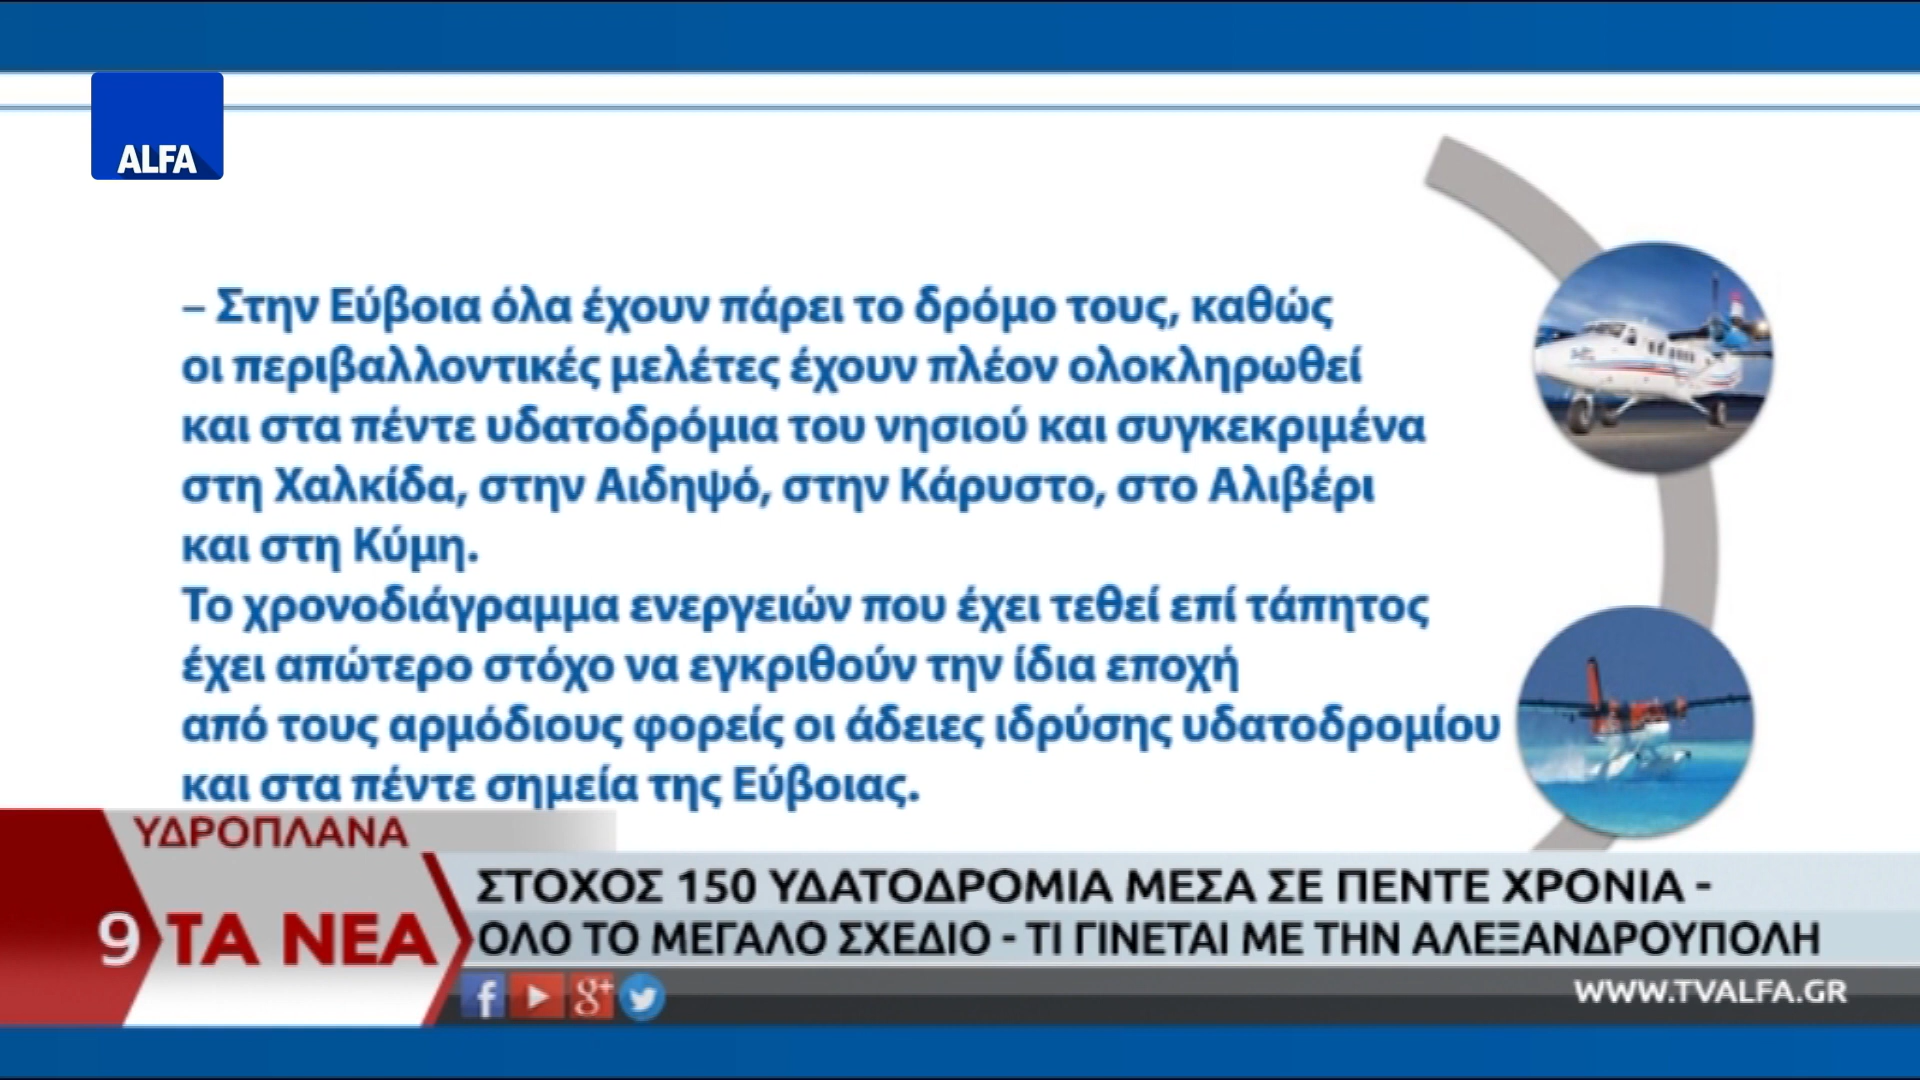 ALFA
– Στην Εύβοια όλα έχουν πάρει το δρόμο τους, καθώς
οι περιβαλλοντικές μελέτες έχουν πλέον ολοκληρωθεί
και στα πέντε υδατοδρόμια του νησιού και συγκεκριμένα
στη Χαλκίδα, στην Αιδηψό, στην Κάρυστο, στο Αλιβέρι
και στη Κύμη.
Το χρονοδιάγραμμα ενεργειών που έχει τεθεί επί τάπητος
έχει απώτερο στόχο να εγκριθούν την ίδια εποχή
από τους αρμόδιους φορείς οι άδειες ιδρύσης υδατοδρομίου
και στα πέντε σημεία της Εύβοιας.
ΥΔΡΟΠΛΑΝΑ
ΣΤΟΧΟΣ 150 ΥΔΑΤΟΔΡΟΜΙΑ ΜΕΣΑ ΣΕ ΠΕΝΤΕ ΧΡΟΝΙΑ -
9 ΤΑ ΝΕΑ
ΟΛΟ ΤΟ ΜΕΓΑΛΟ ΣΧΕΔΙΟ - ΤΙ ΓΙΝΕΤΑΙ ΜΕ ΤΗΝ ΑΛΕΞΑΝΔΡΟΥΠΟΛΗ
f g+
WWW.TVALFA.GR